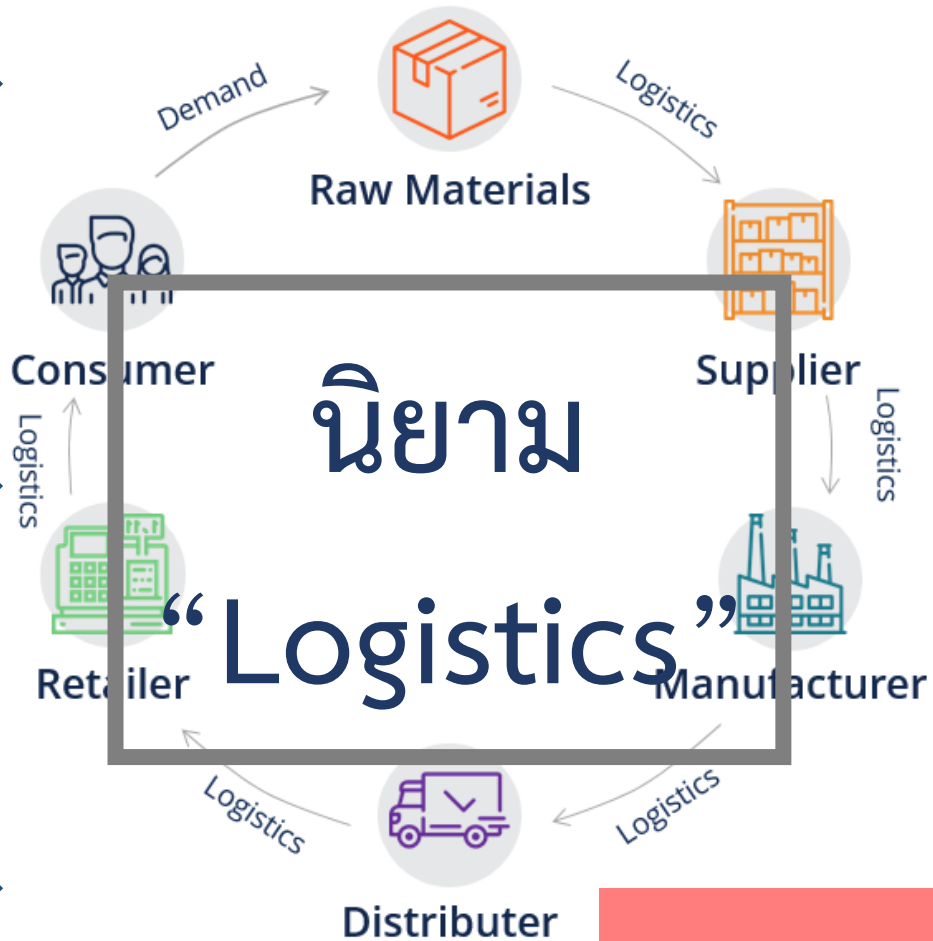 Demand
Logistics
Raw Materials
Consumer
Supplier
Logistics
Logistics
นิยาม
“Logistics”
Retailer
Manufacturer
Logistics
Logistics
Distributer